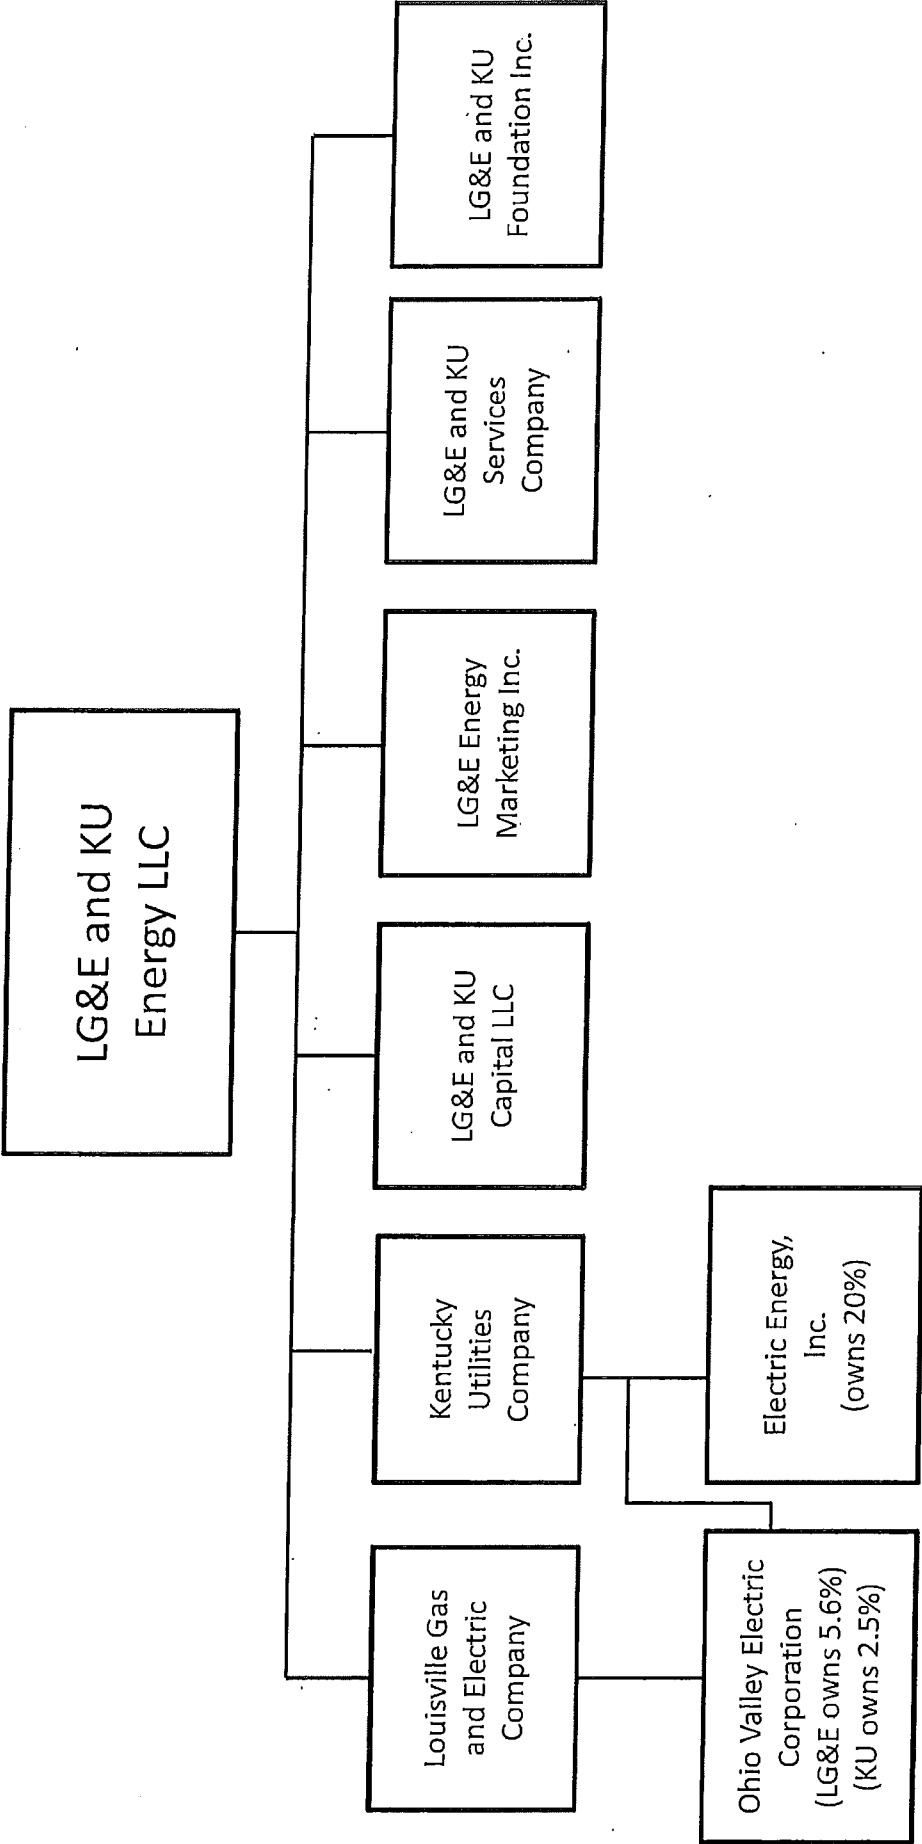 LG&E and KU
Energy LLC
Louisville Gas
and Electric
Company
Kentucky
Utilities
Company
LG&E and KU
Capital LLC
LG&E Energy
Marketing Inc.
LG&E and KU
Services
Company
LG&E and KU
Foundation Inc.
Ohio Valley Electric
Corporation
(LG&E owns 5.6%)
(KU owns 2.5%)
Electric Energy,
Inc.
(owns 20%)